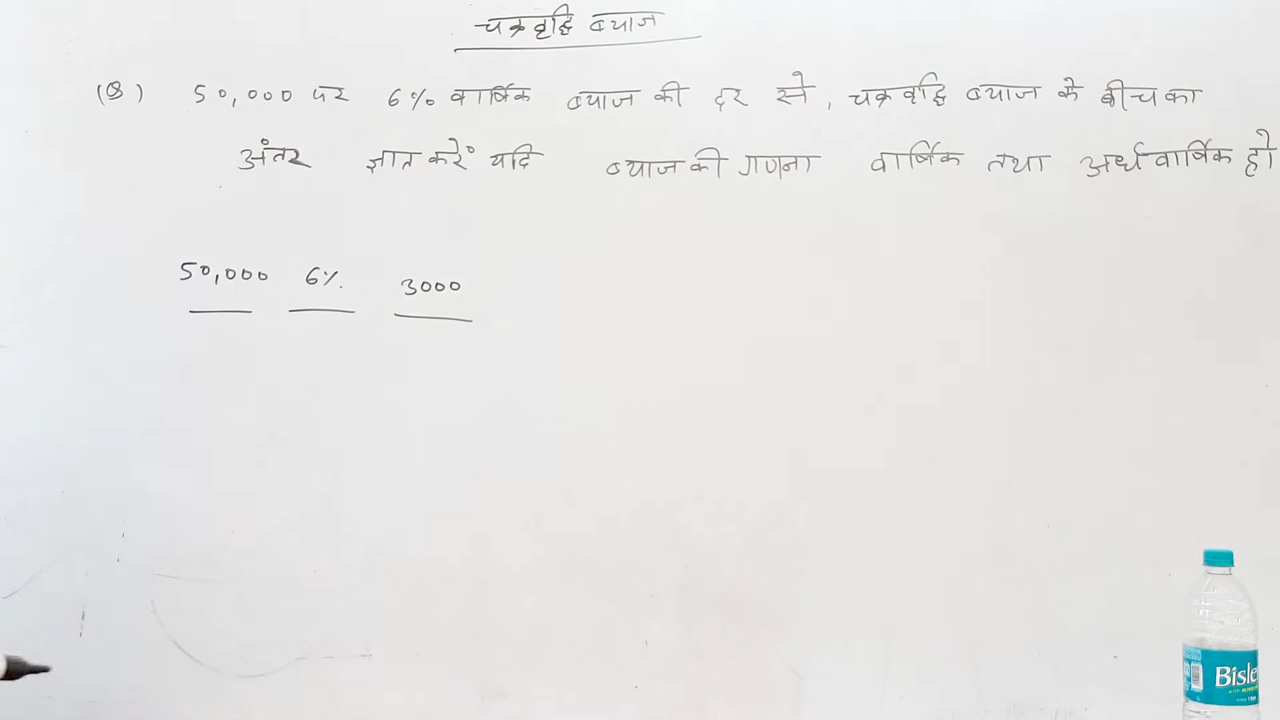 चक्रवृद्धि ब्याज
(Q) 50,000 पर 6% वार्षिक ब्याज की दर से, चक्रवृद्धि ब्याज के बीच का
अंतर ज्ञात करें यदि ब्याज की गणना वार्षिक तथा अर्धवार्षिक हो
50,000 6% 3000
Bisle